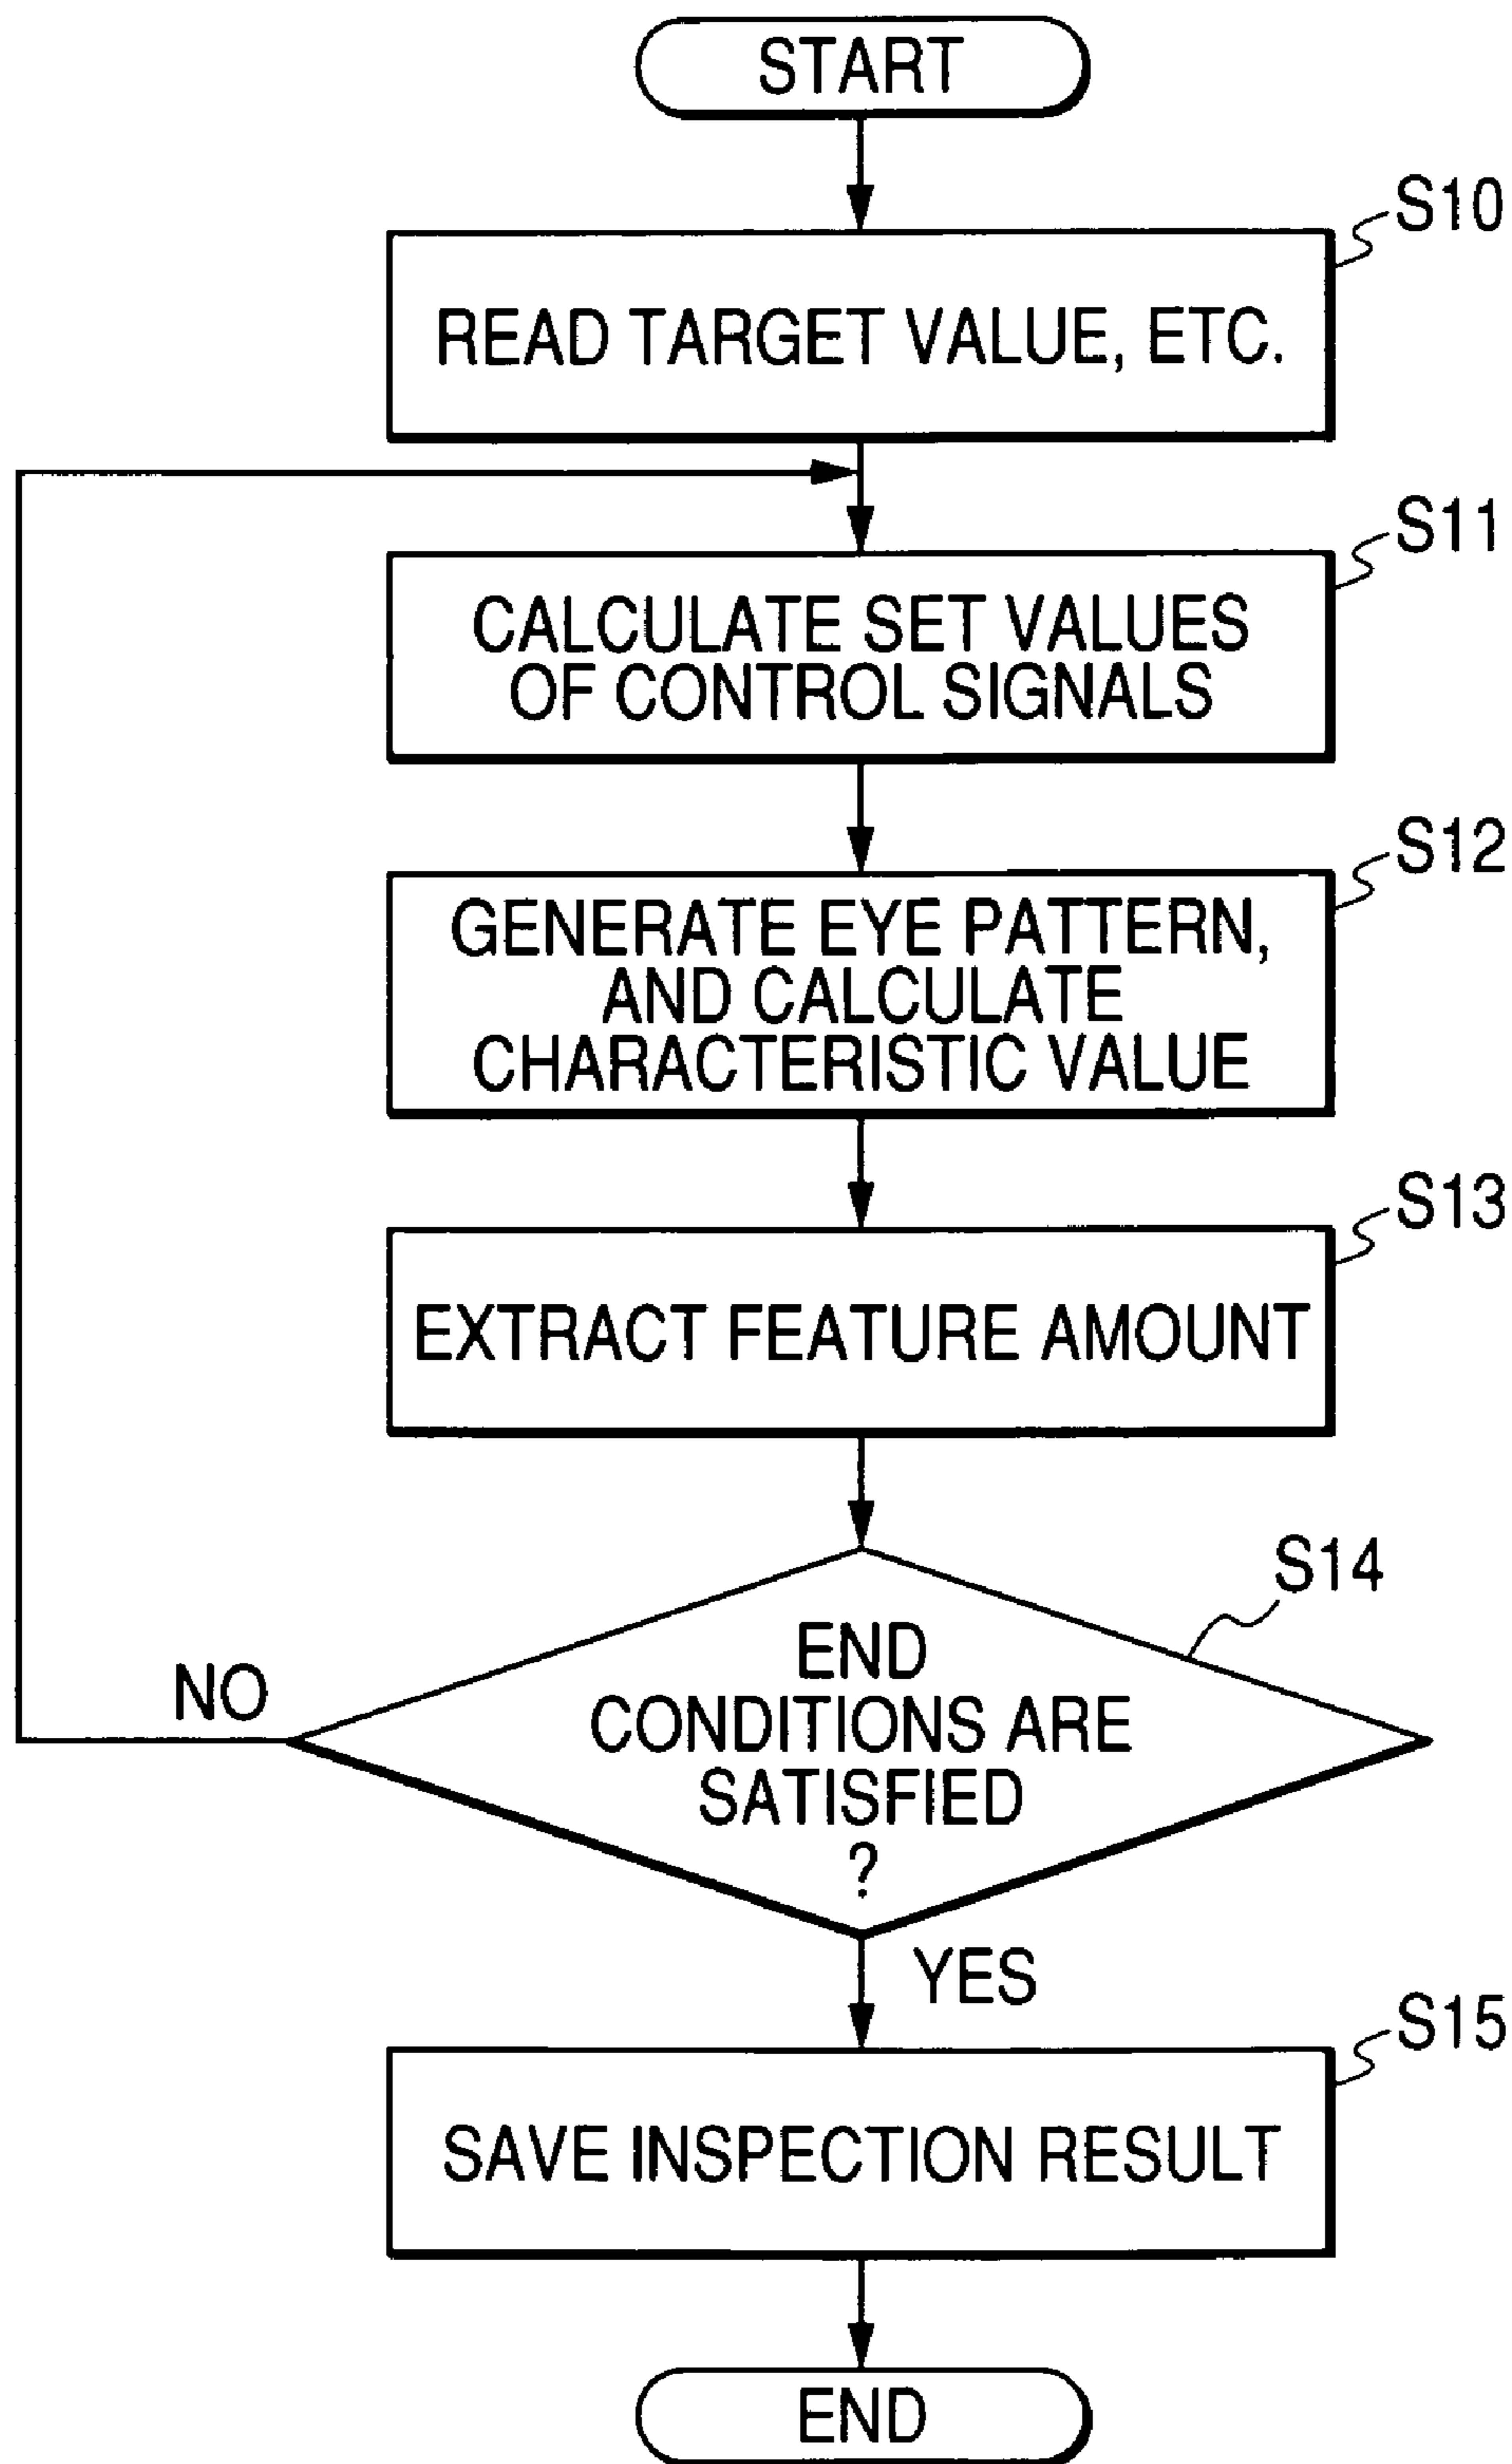 START
S10
READ TARGET VALUE, ETC.
S11
CALCULATE SET VALUES
OF CONTROL SIGNALS
S12
GENERATE EYE PATTERN,
AND CALCULATE
CHARACTERISTIC VALUE
S13
EXTRACT FEATURE AMOUNT
S14
END
CONDITIONS ARE
SATISFIED
?
NO
YES
S15
SAVE INSPECTION RESULT
END